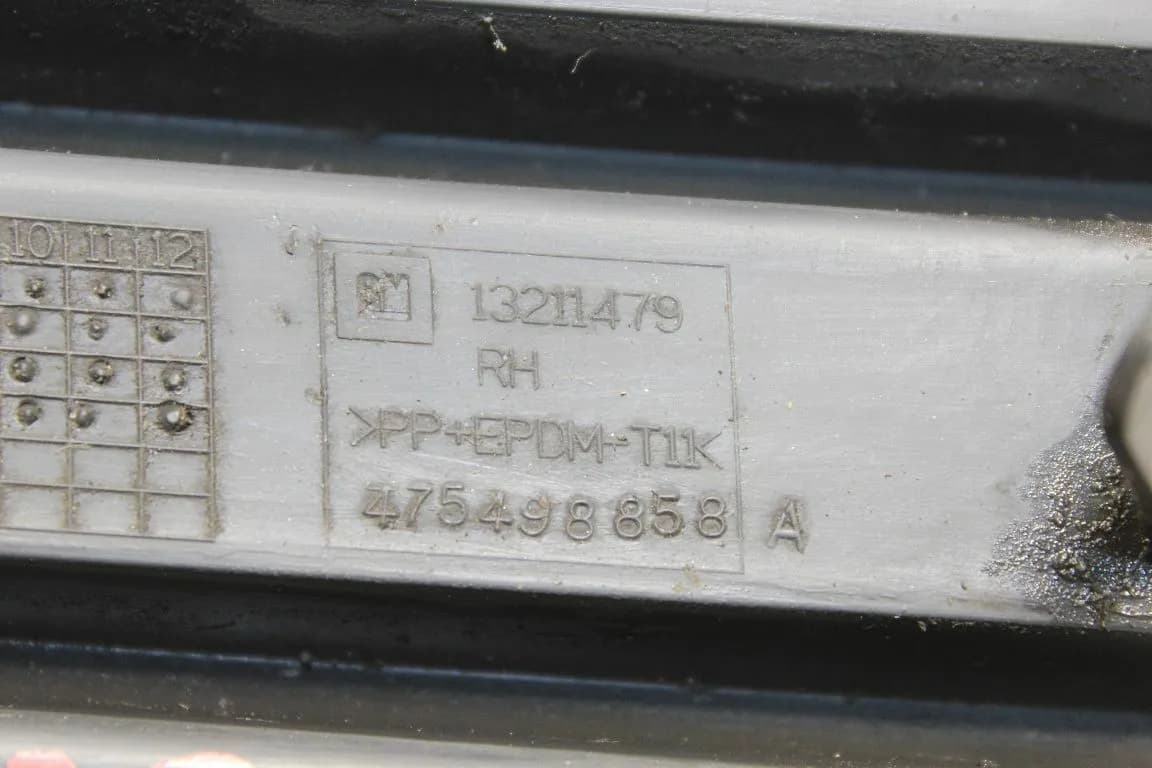 10 11 12
GM 13211479
RH
>PP+EPDM-T11<
475498858 A